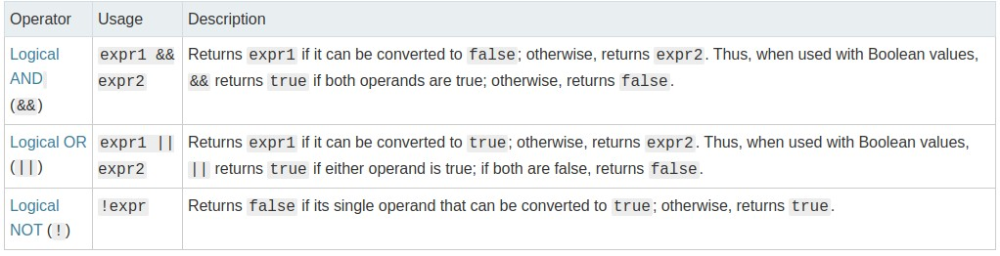 Operator Usage Description
Logical AND (&&) expr1 && expr2 Returns expr1 if it can be converted to false; otherwise, returns expr2. Thus, when used with Boolean values, && returns true if both operands are true; otherwise, returns false.
Logical OR (||) expr1 || expr2 Returns expr1 if it can be converted to true; otherwise, returns expr2. Thus, when used with Boolean values, || returns true if either operand is true; if both are false, returns false.
Logical NOT (!) !expr Returns false if its single operand that can be converted to true; otherwise, returns true.